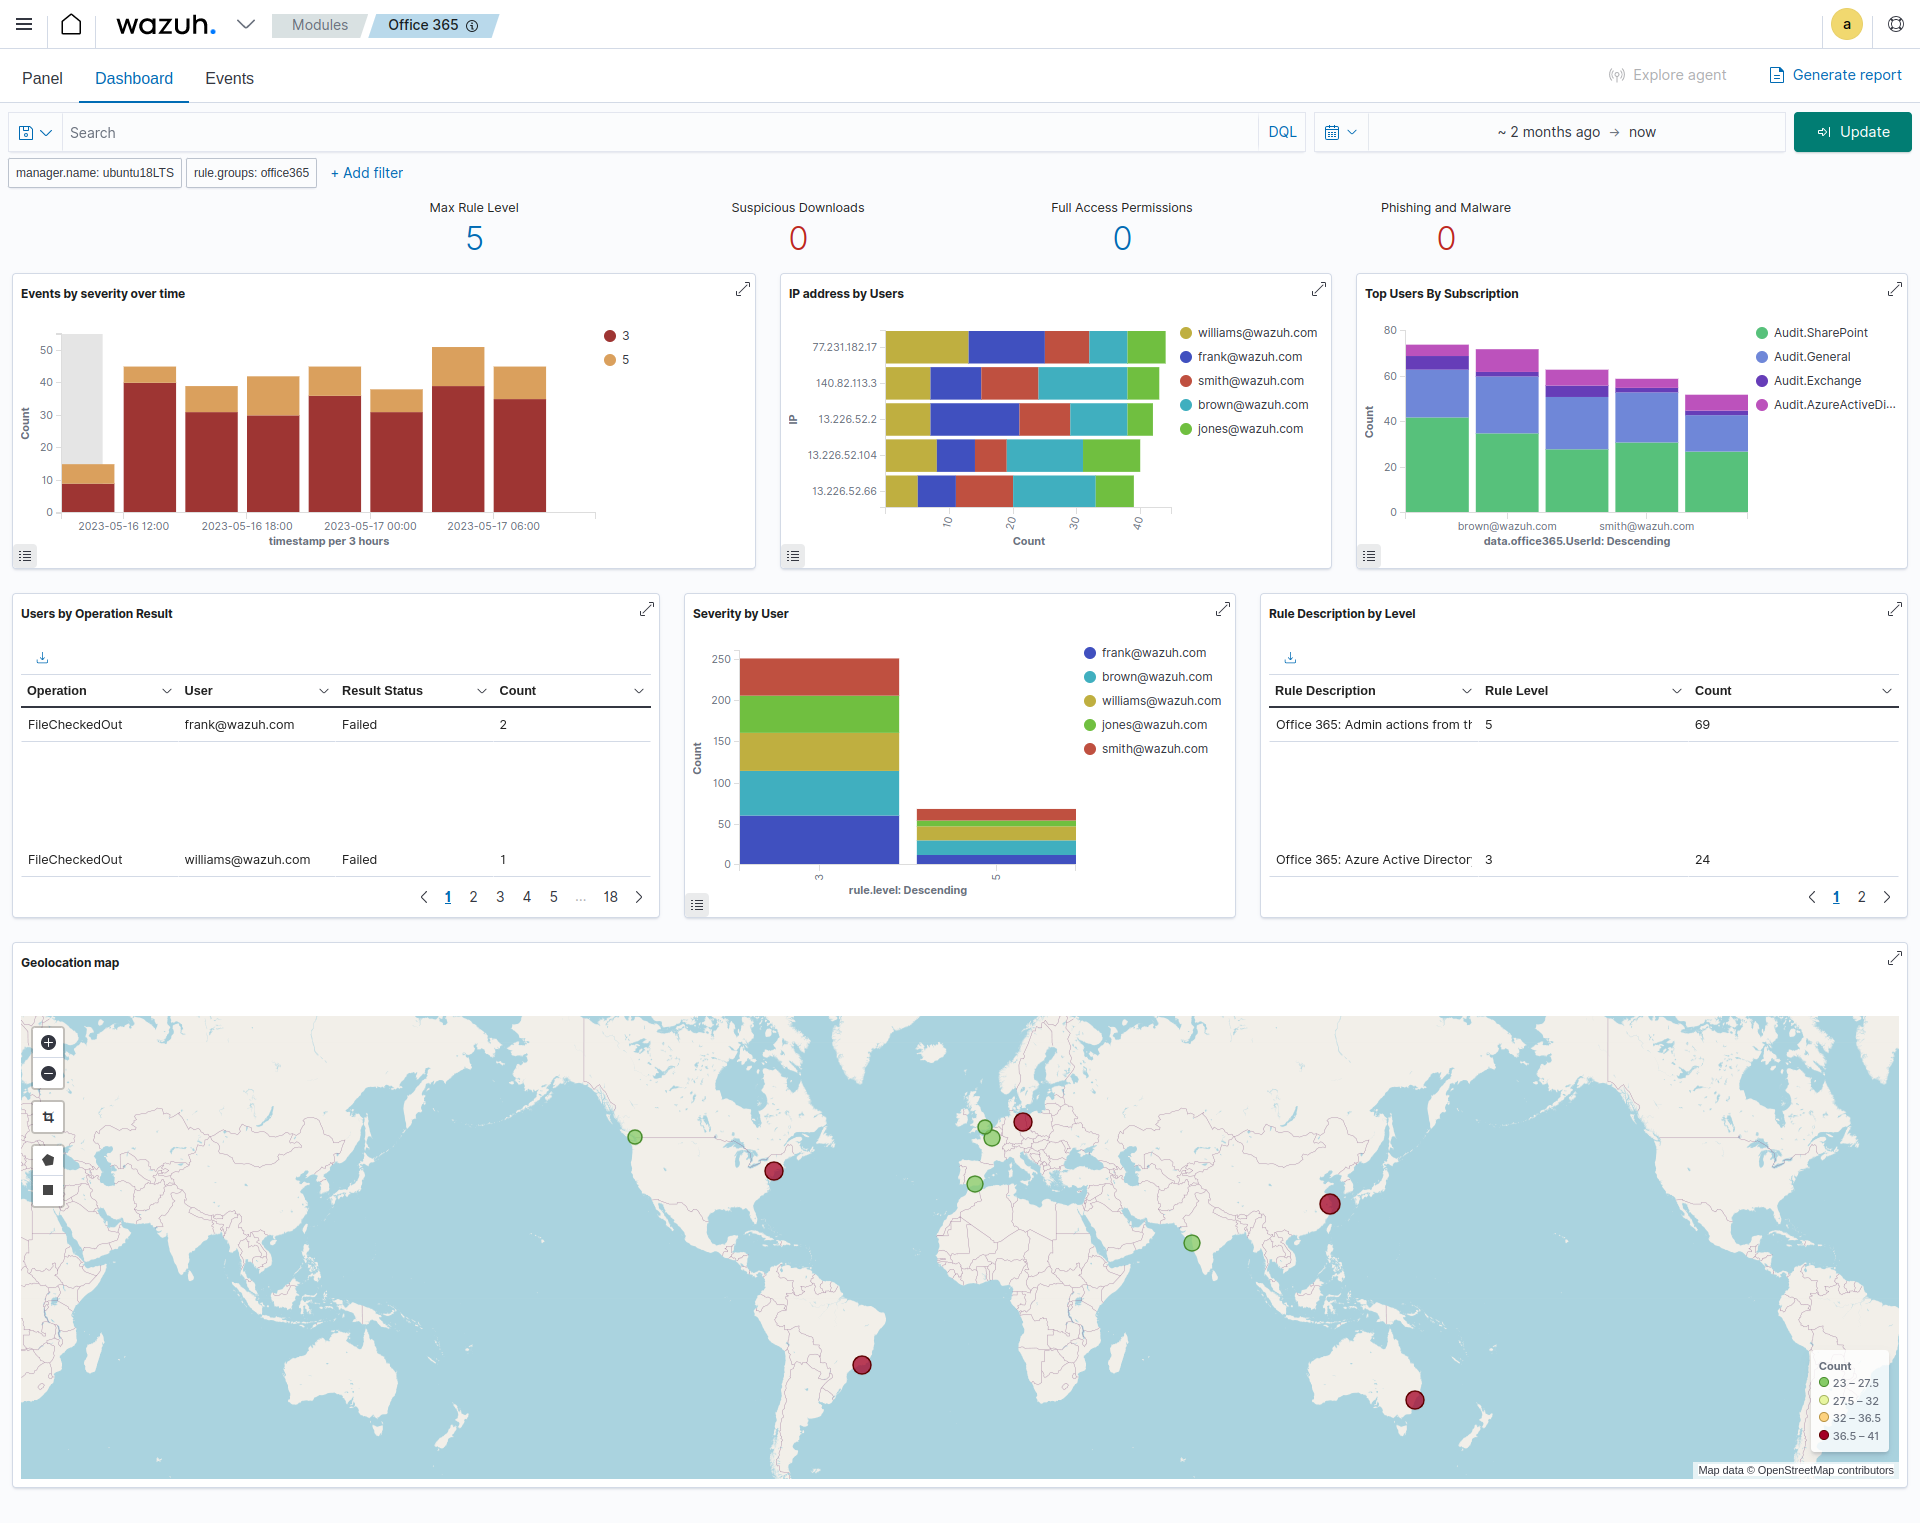 wazuh.
Modules
Office 365
a
Panel
Dashboard
Events
Explore agent
Generate report
Search
DQL
~ 2 months ago → now
Update
manager.name: ubuntu18LTS
rule.groups: office365
+ Add filter
Max Rule Level
5
Suspicious Downloads
0
Full Access Permissions
0
Phishing and Malware
0
Events by severity over time
Count
50
40
30
20
10
0
2023-05-16 12:00
2023-05-16 18:00
2023-05-17 00:00
2023-05-17 06:00
timestamp per 3 hours
3
5
IP address by Users
IP
77.231.182.17
140.82.113.3
13.226.52.2
13.226.52.104
13.226.52.66
10
20
30
40
Count
williams@wazuh.com
frank@wazuh.com
smith@wazuh.com
brown@wazuh.com
jones@wazuh.com
Top Users By Subscription
Count
80
60
40
20
0
brown@wazuh.com
smith@wazuh.com
data.office365.UserId: Descending
Audit.SharePoint
Audit.General
Audit.Exchange
Audit.AzureActiveDi...
Users by Operation Result
Operation User Result Status Count
FileCheckedOut frank@wazuh.com Failed 2
FileCheckedOut williams@wazuh.com Failed 1
1 2 3 4 5 ... 18
Severity by User
Count
250
200
150
100
50
0
3
5
rule.level: Descending
frank@wazuh.com
brown@wazuh.com
williams@wazuh.com
jones@wazuh.com
smith@wazuh.com
Rule Description by Level
Rule Description Rule Level Count
Office 365: Admin actions from th 5 69
Office 365: Azure Active Director 3 24
1 2
Geolocation map
Count
23 – 27.5
27.5 – 32
32 – 36.5
36.5 – 41
Map data © OpenStreetMap contributors